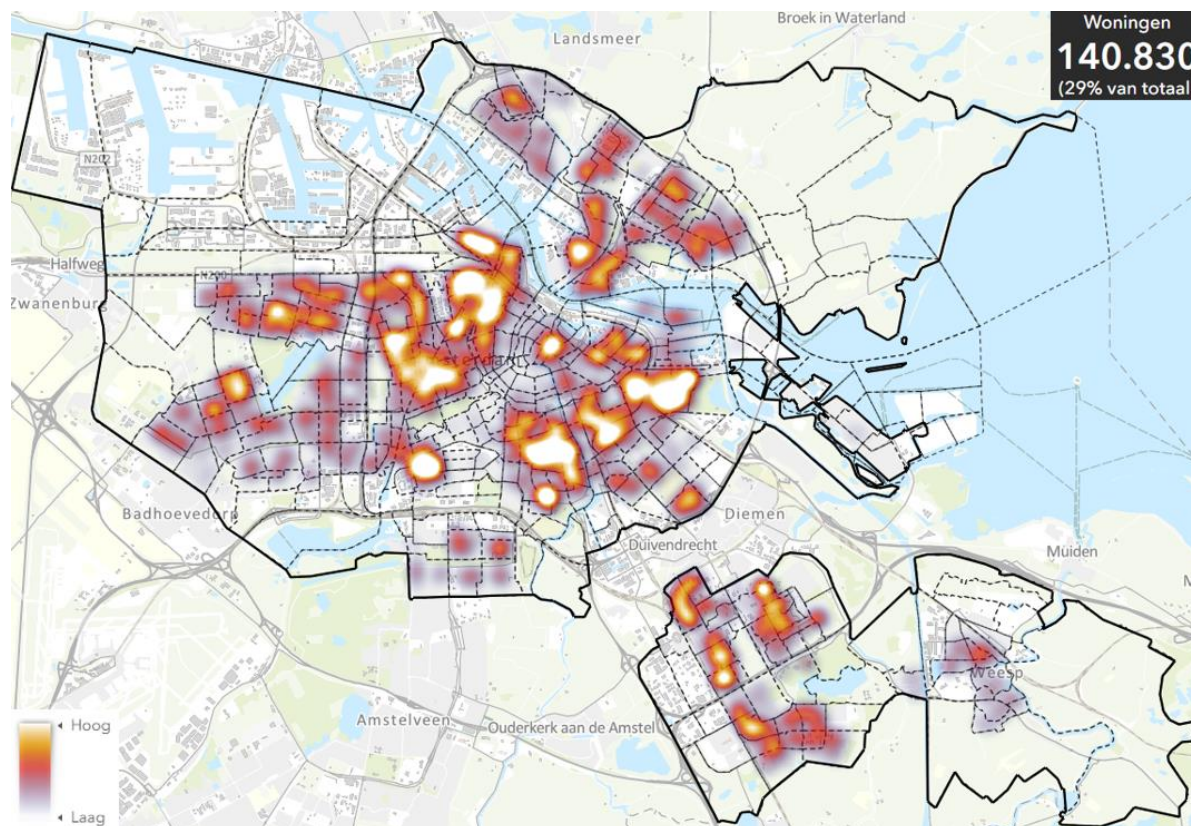 Broek in Waterland
Landsmeer
Woningen
140.830
(29% van totaal
N202
Halfweg
N200
Zwanenburg
Badhoevedorp
Diemen
Duivendrecht
Muiden
Weesp
Amstelveen
Ouderkerk aan de Amstel
Hoog
Laag